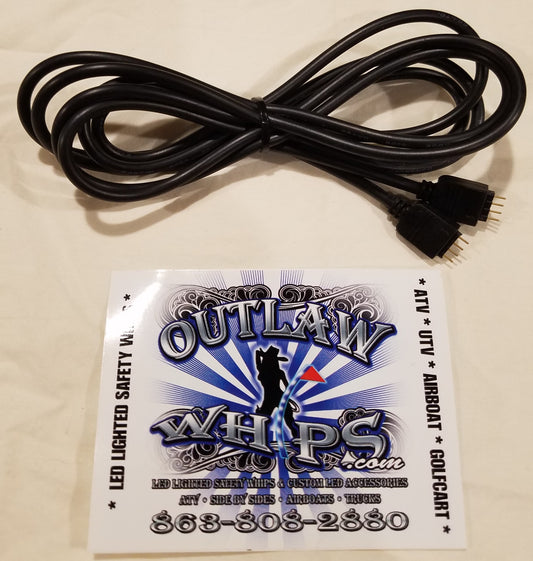 OUTLAW
WHIPS
.com
LED LIGHTED SAFETY WHIPS & CUSTOM LED ACCESSORIES
ATV • SIDE BY SIDES • AIRBOATS • TRUCKS
863-808-2880
* LED LIGHTED SAFETY WHIPS *
* ATV * UTV * AIRBOAT * GOLFCART *